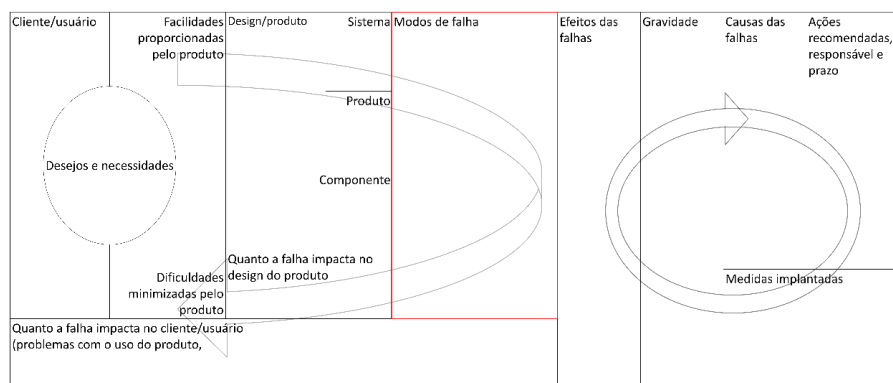 Cliente/usuário
Facilidades
proporcionadas
pelo produto
Design/produto
Sistema
Modos de falha
Efeitos das
falhas
Gravidade
Causas das
falhas
Ações
recomendadas,
responsável e
prazo
Produto
Desejos e necessidades
Componente
Quanto a falha impacta no
design do produto
Dificuldades
minimizadas pelo
produto
Medidas implantadas
Quanto a falha impacta no cliente/usuário
(problemas com o uso do produto,